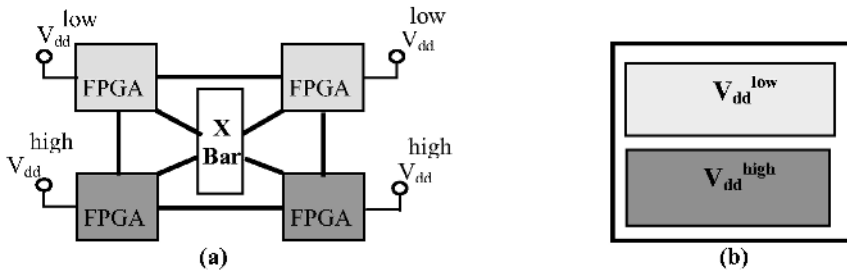 low
V_dd
low
V_dd
FPGA
FPGA
X
Bar
high
V_dd
high
V_dd
FPGA
FPGA
(a)
V_dd^low
V_dd^high
(b)